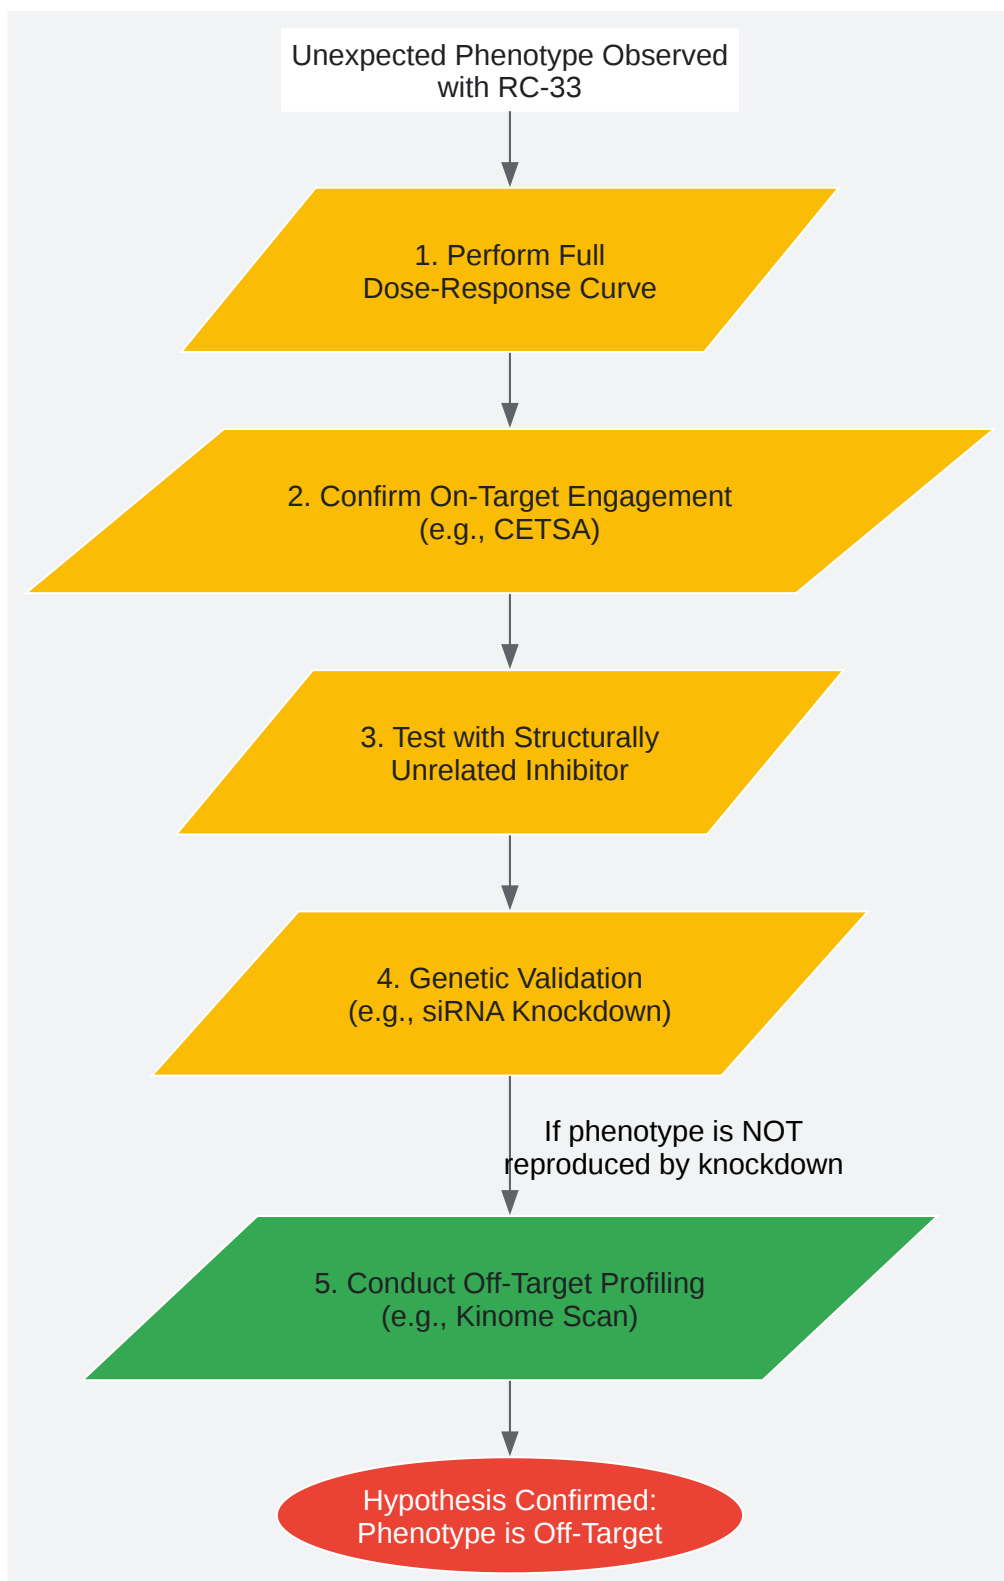 Unexpected Phenotype Observed
with RC-33
1. Perform Full
Dose-Response Curve
2. Confirm On-Target Engagement
(e.g., CETSA)
3. Test with Structurally
Unrelated Inhibitor
4. Genetic Validation
(e.g., siRNA Knockdown)
If phenotype is NOT
reproduced by knockdown
5. Conduct Off-Target Profiling
(e.g., Kinome Scan)
Hypothesis Confirmed:
Phenotype is Off-Target